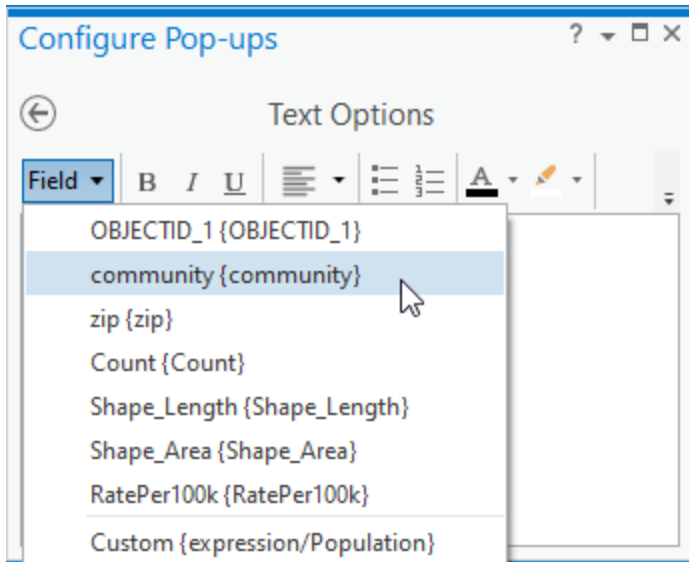 Configure Pop-ups ?
Text Options
Field B I U A
OBJECTID_1 {OBJECTID_1}
community {community}
zip {zip}
Count {Count}
Shape_Length {Shape_Length}
Shape_Area {Shape_Area}
RatePer100k {RatePer100k}
Custom {expression/Population}